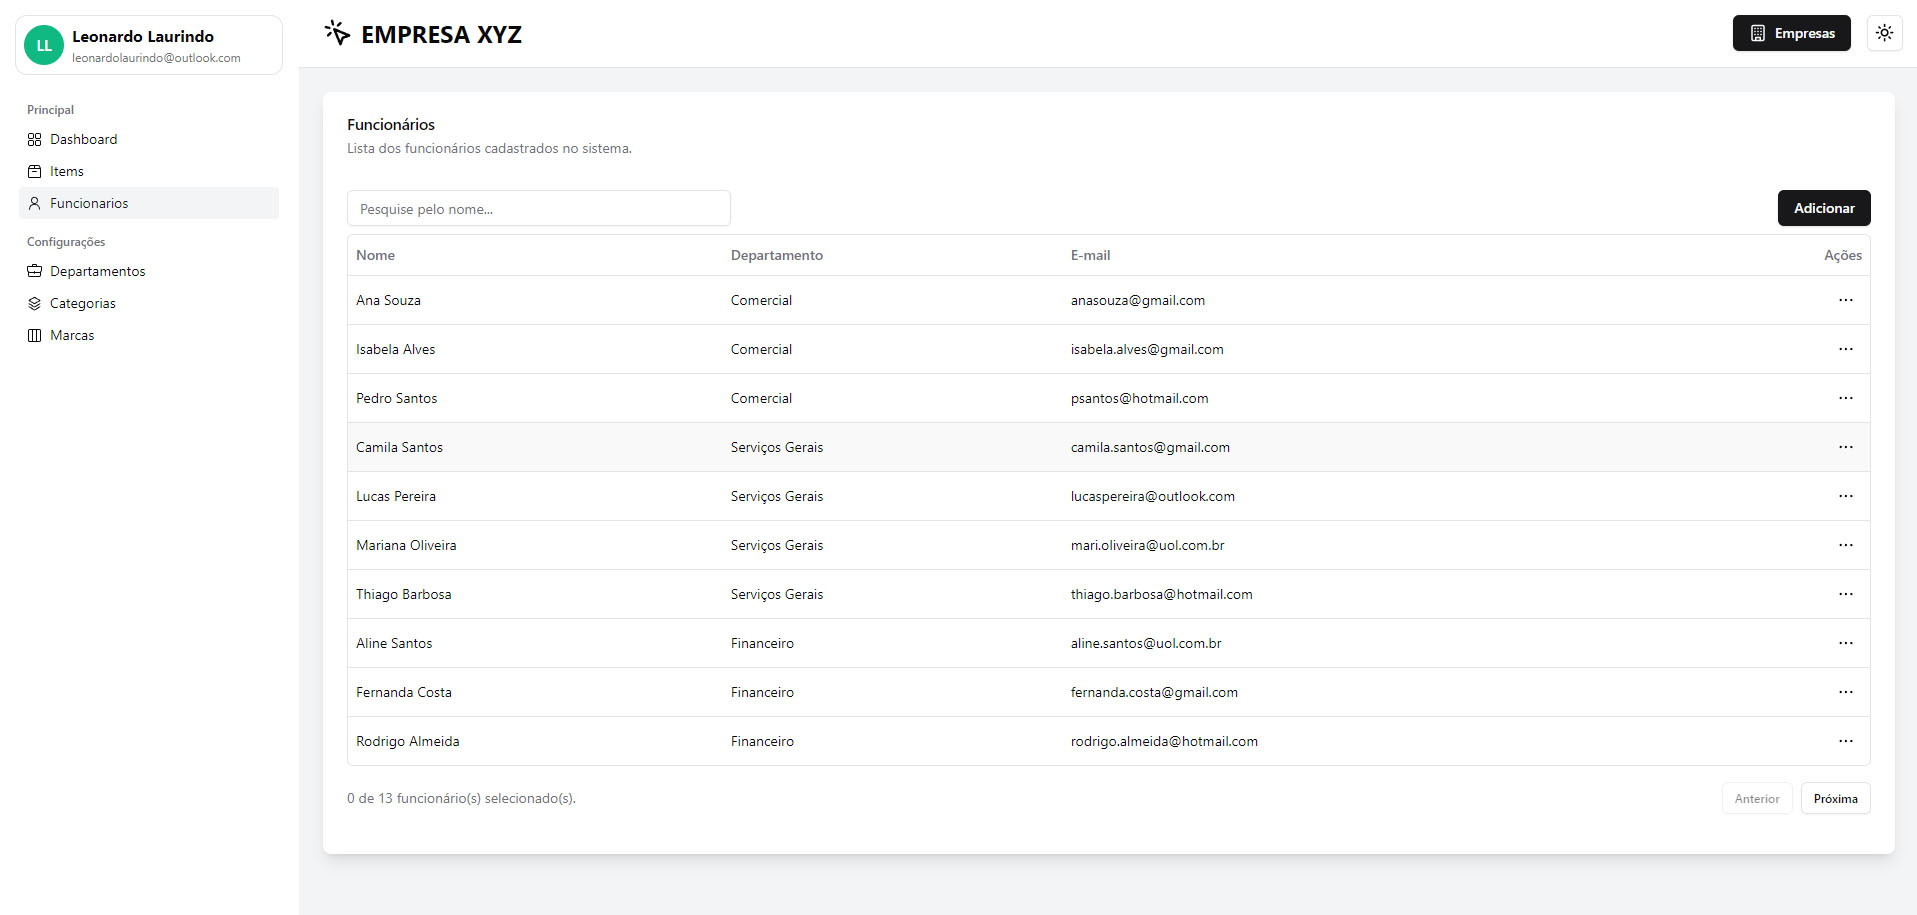 LL
Leonardo Laurindo
leonardolaurindo@outlook.com
Principal
Dashboard
Items
Funcionarios
Configurações
Departamentos
Categorias
Marcas
EMPRESA XYZ
Empresas
Funcionários
Lista dos funcionários cadastrados no sistema.
Pesquise pelo nome...
Adicionar
Nome Departamento E-mail Ações
Ana Souza Comercial anasouza@gmail.com ...
Isabela Alves Comercial isabela.alves@gmail.com ...
Pedro Santos Comercial psantos@hotmail.com ...
Camila Santos Serviços Gerais camila.santos@gmail.com ...
Lucas Pereira Serviços Gerais lucaspereira@outlook.com ...
Mariana Oliveira Serviços Gerais mari.oliveira@uol.com.br ...
Thiago Barbosa Serviços Gerais thiago.barbosa@hotmail.com ...
Aline Santos Financeiro aline.santos@uol.com.br ...
Fernanda Costa Financeiro fernanda.costa@gmail.com ...
Rodrigo Almeida Financeiro rodrigo.almeida@hotmail.com ...
0 de 13 funcionário(s) selecionado(s).
Anterior Próxima